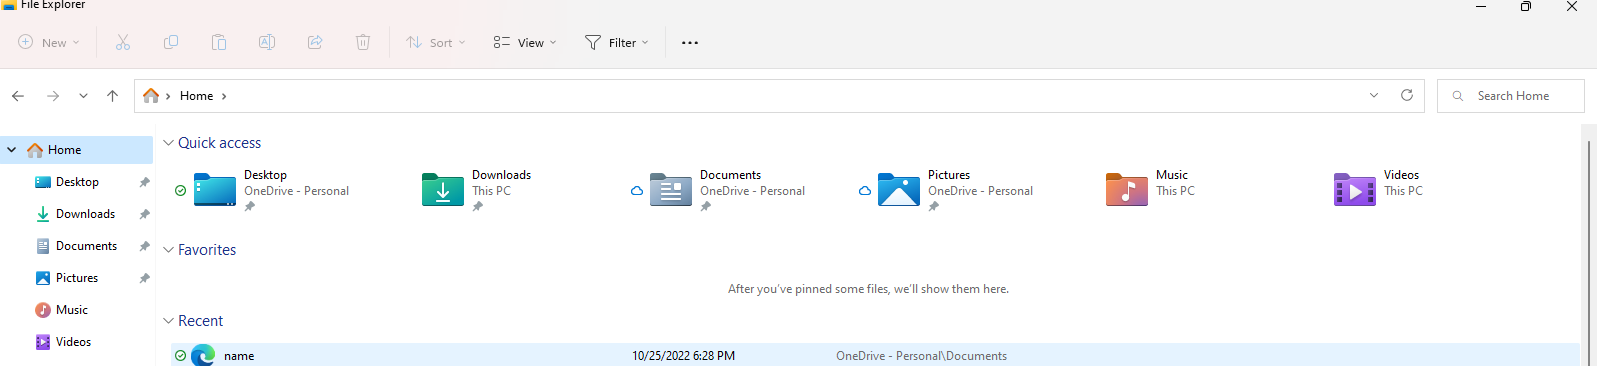 File Explorer
New
Sort
View
Filter
Home
Search Home
Home
Desktop
Downloads
Documents
Pictures
Music
Videos
Quick access
Desktop
OneDrive - Personal
Downloads
This PC
Documents
OneDrive - Personal
Pictures
OneDrive - Personal
Music
This PC
Videos
This PC
Favorites
After you've pinned some files, we'll show them here.
Recent
name 10/25/2022 6:28 PM OneDrive - Personal\Documents